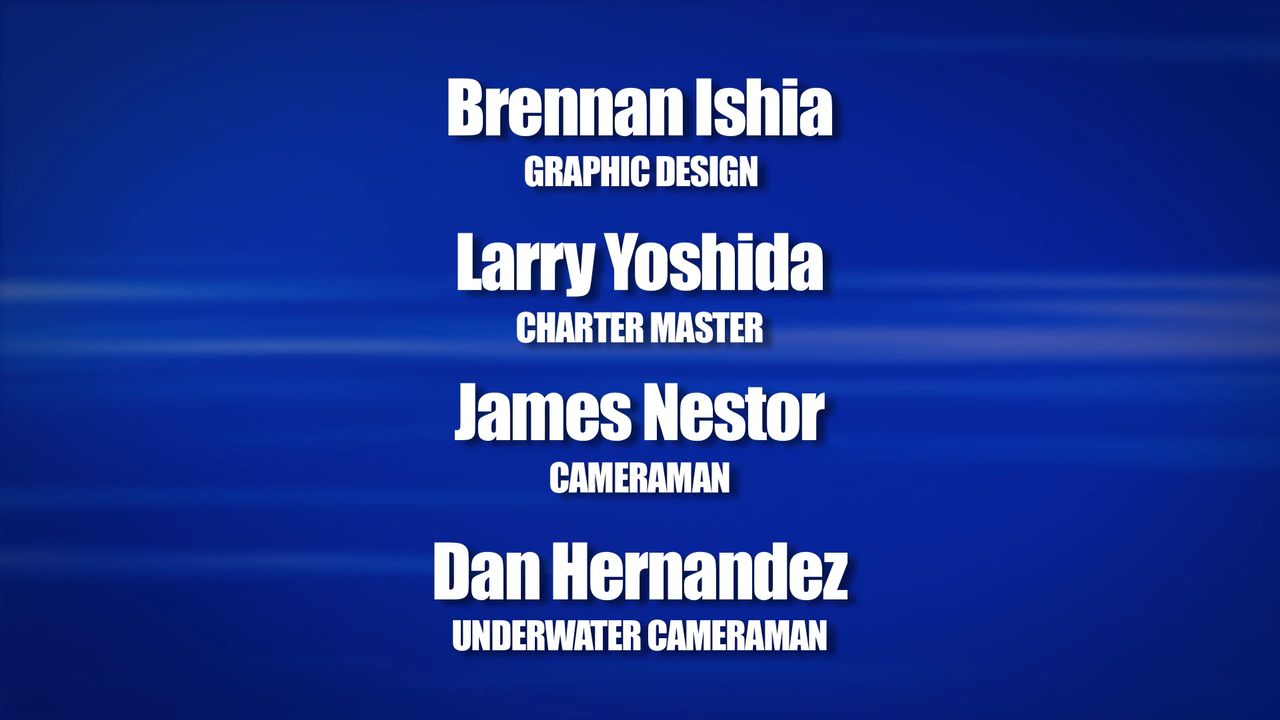 Brennan Ishia
GRAPHIC DESIGN
Larry Yoshida
CHARTER MASTER
James Nestor
CAMERAMAN
Dan Hernandez
UNDERWATER CAMERAMAN